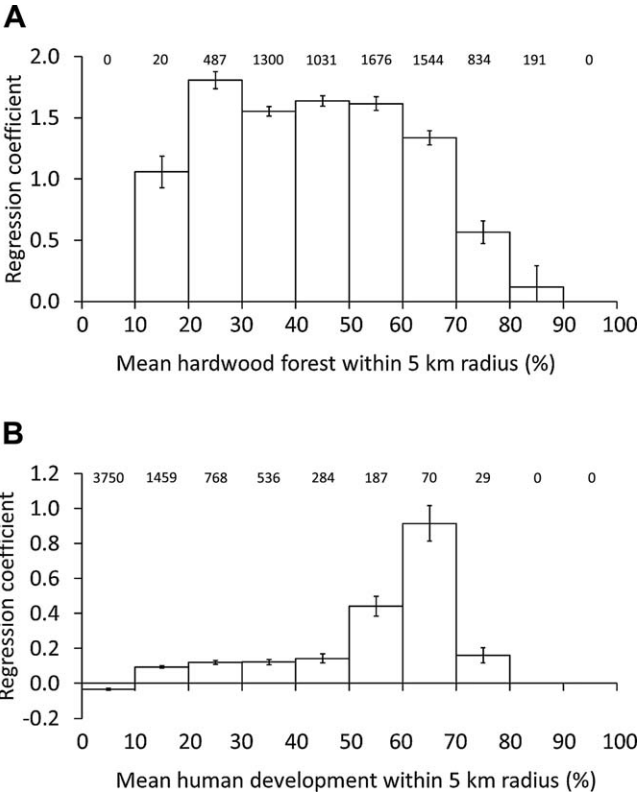 A
0 20 487 1300 1031 1676 1544 834 191 0
2.0
1.5
1.0
0.5
0.0
Regression coefficient
0 10 20 30 40 50 60 70 80 90 100
Mean hardwood forest within 5 km radius (%)
B
3750 1459 768 536 284 187 70 29 0 0
1.2
1.0
0.8
0.6
0.4
0.2
0.0
-0.2
Regression coefficient
0 10 20 30 40 50 60 70 80 90 100
Mean human development within 5 km radius (%)